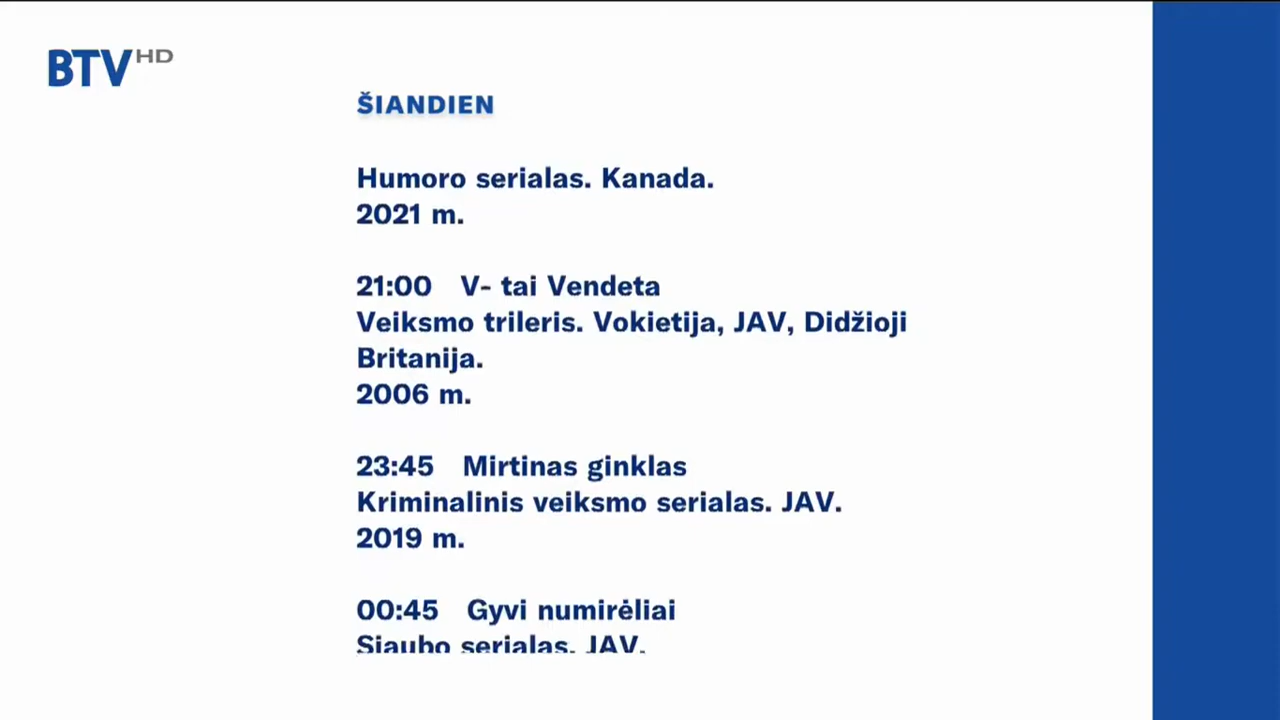 BTV HD
ŠIANDIEN
Humoro serialas. Kanada.
2021 m.
21:00 V- tai Vendeta
Veiksmo trileris. Vokietija, JAV, Didžioji
Britanija.
2006 m.
23:45 Mirtinas ginklas
Kriminalinis veiksmo serialas. JAV.
2019 m.
00:45 Gyvi numirėliai
Siaubo serialas. JAV.